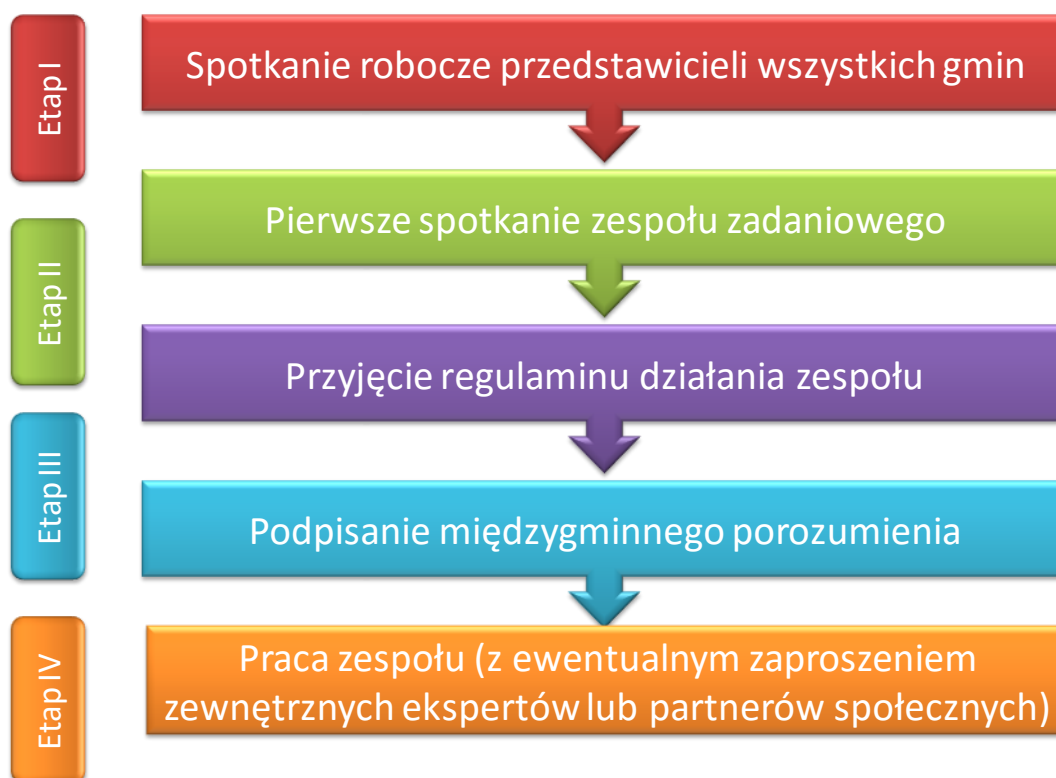 Etap I
Spotkanie robocze przedstawicieli wszystkich gmin
Etap II
Pierwsze spotkanie zespołu zadaniowego
Przyjęcie regulaminu działania zespołu
Etap III
Podpisanie międzygminnego porozumienia
Etap IV
Praca zespołu (z ewentualnym zaproszeniem
zewnętrznych ekspertów lub partnerów społecznych)